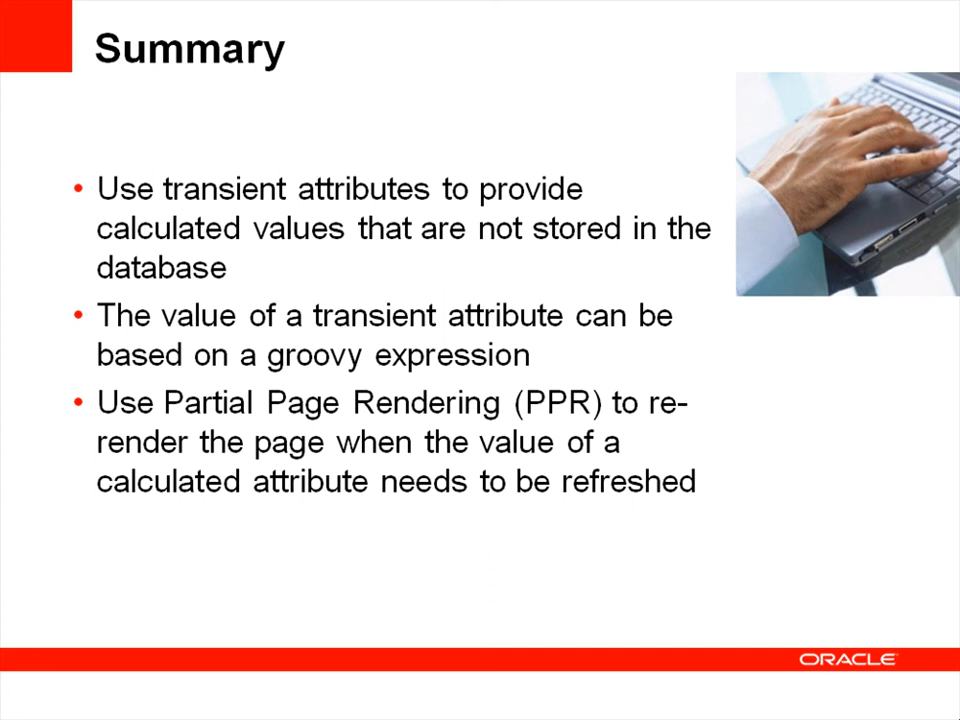 Summary
• Use transient attributes to provide
calculated values that are not stored in the
database
• The value of a transient attribute can be
based on a groovy expression
• Use Partial Page Rendering (PPR) to re-
render the page when the value of a
calculated attribute needs to be refreshed
ORACLE